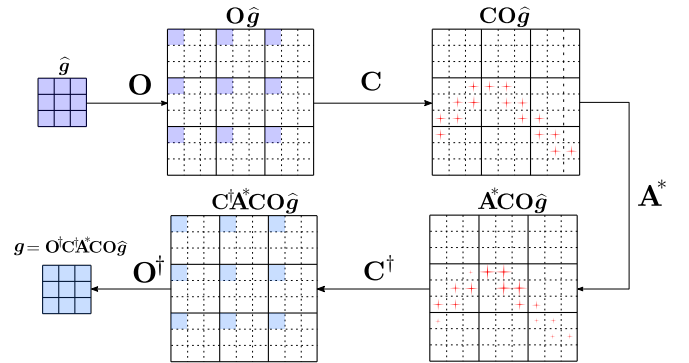 Oĝ
COĝ
ĝ
O
C
A*
C†A*COĝ
A*COĝ
g = O†C†A*COĝ
O†
C†